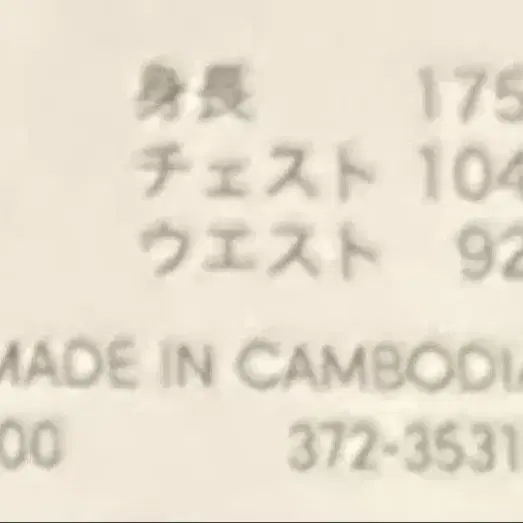 身長 175
チェスト 104
ウエスト 92
MADE IN CAMBODIA
00 372-3531